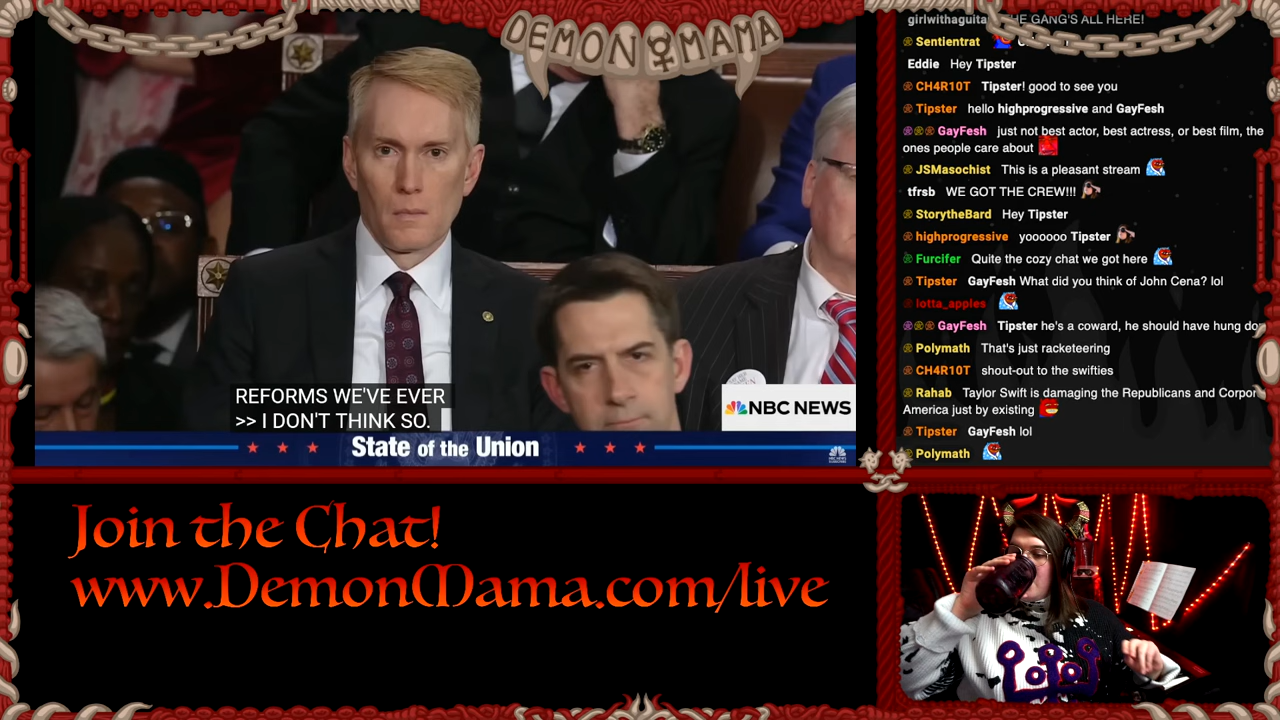 DEMON MAMA
REFORMS WE'VE EVER
>> I DON'T THINK SO.
NBC NEWS
State of the Union
Join the Chat!
www.DemonMama.com/live
THE GANG'S ALL HERE!
Sentientrat
Eddie Hey Tipster
CH4R10T Tipster! good to see you
Tipster hello highprogressive and GayFesh
GayFesh just not best actor, best actress, or best film, the
ones people care about
JSMasochist This is a pleasant stream
tfrsb WE GOT THE CREW!!!
StorytheBard Hey Tipster
highprogressive yoooooo Tipster
Furcifer Quite the cozy chat we got here
Tipster GayFesh What did you think of John Cena? lol
lotta_apples
GayFesh Tipster he's a coward, he should have hung do
Polymath That's just racketeering
CH4R10T shout-out to the swifties
Rahab Taylor Swift is damaging the Republicans and Corpor
America just by existing
Tipster GayFesh lol
Polymath